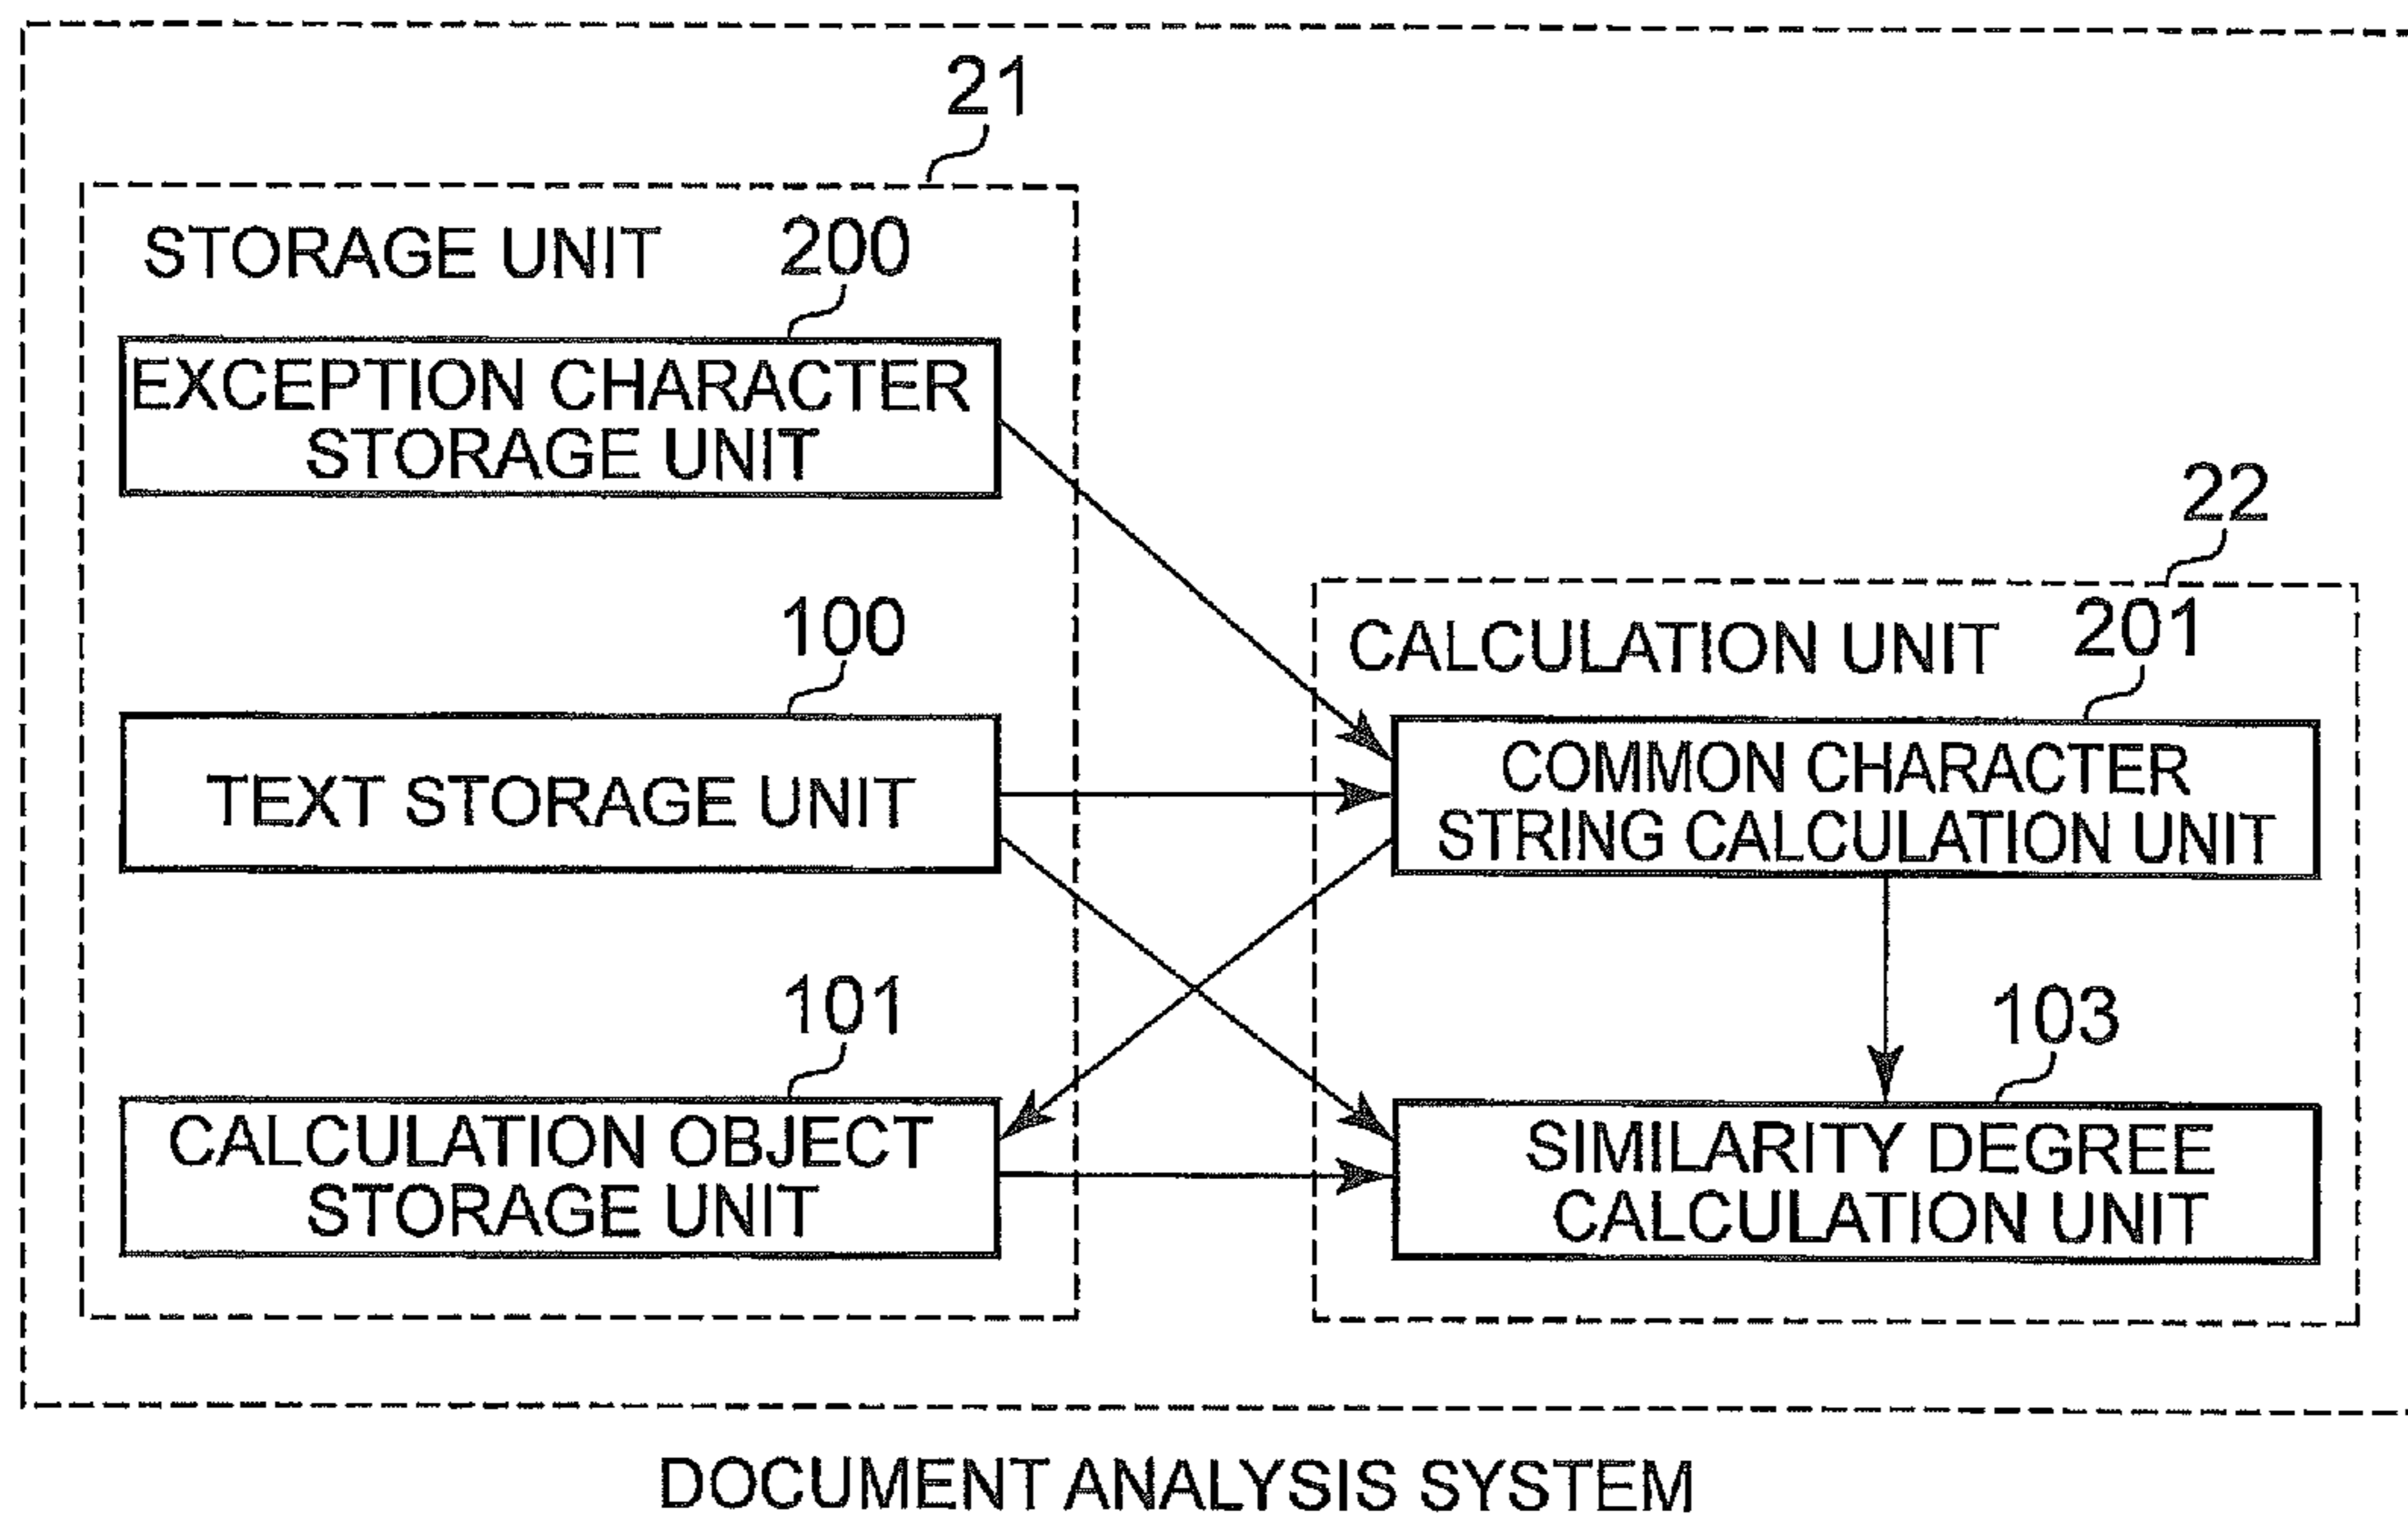 21
STORAGE UNIT
200
EXCEPTION CHARACTER
STORAGE UNIT
100
TEXT STORAGE UNIT
101
CALCULATION OBJECT
STORAGE UNIT
22
CALCULATION UNIT
201
COMMON CHARACTER
STRING CALCULATION UNIT
103
SIMILARITY DEGREE
CALCULATION UNIT
DOCUMENT ANALYSIS SYSTEM